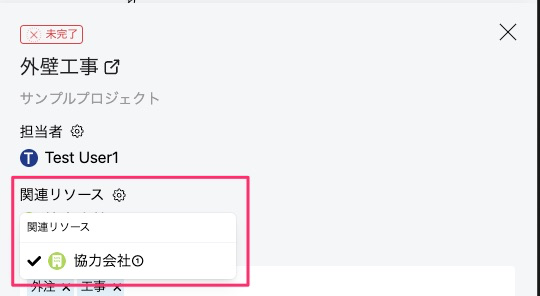 未完了
外壁工事
サンプルプロジェクト
担当者
T Test User1
関連リソース
関連リソース
協力会社①
外注 × 工事 ×